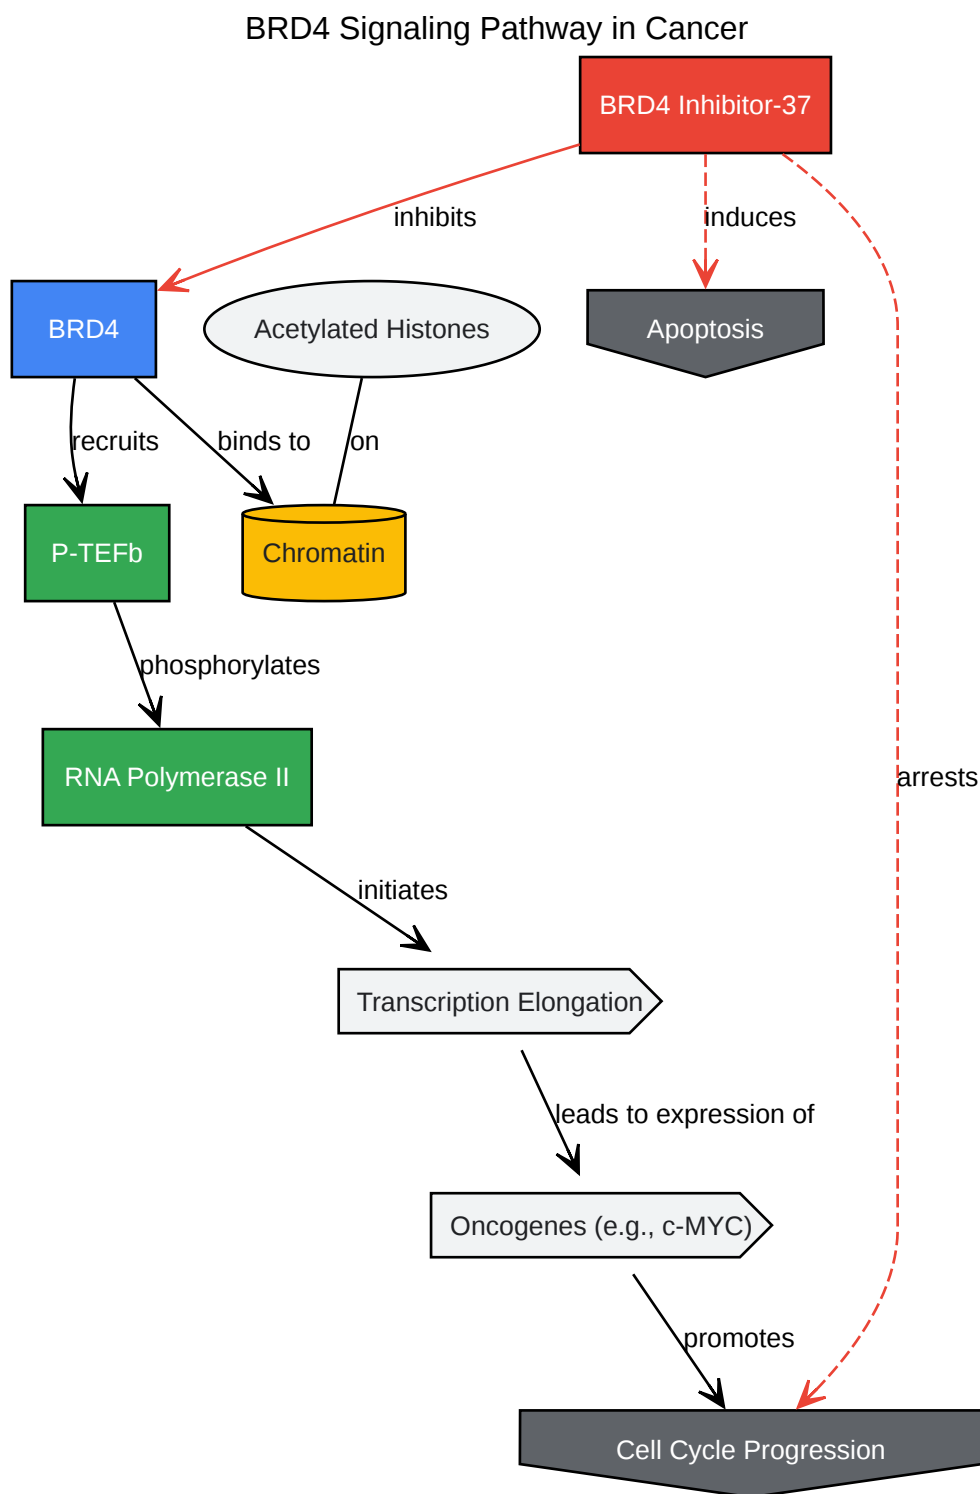 BRD4 Signaling Pathway in Cancer
BRD4 Inhibitor-37
inhibits
induces
BRD4
Acetylated Histones
Apoptosis
recruits
binds to
on
P-TEFb
Chromatin
phosphorylates
RNA Polymerase II
arrests
initiates
Transcription Elongation
leads to expression of
Oncogenes (e.g., c-MYC)
promotes
Cell Cycle Progression